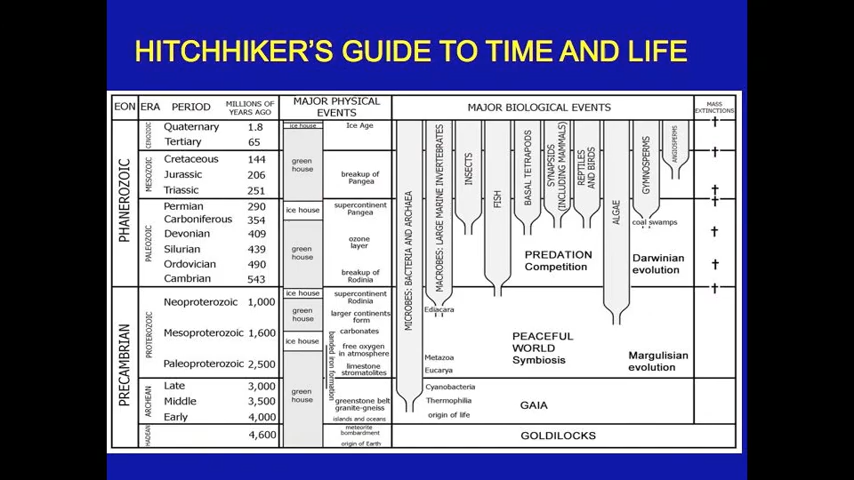 HITCHHIKER'S GUIDE TO TIME AND LIFE
EON ERA PERIOD MILLIONS OF YEARS AGO MAJOR PHYSICAL EVENTS MAJOR BIOLOGICAL EVENTS MASS EXTINCTIONS
PHANEROZOIC
CENOZOIC
Quaternary 1.8 ice house Ice Age
Tertiary 65
MESOZOIC
Cretaceous 144
green house
Jurassic 206 breakup of Pangea
Triassic 251
PALEOZOIC
Permian 290 ice house supercontinent Pangea
Carboniferous 354
Devonian 409
Silurian 439 green house ozone layer
Ordovician 490
Cambrian 543 breakup of Rodinia
PRECAMBRIAN
PROTEROZOIC
Neoproterozoic 1,000 ice house supercontinent Rodinia
green house larger continents form
Mesoproterozoic 1,600 ice house carbonates
free oxygen in atmosphere
Paleoproterozoic 2,500 limestone stromatolites
banded iron formation
ARCHEAN
Late 3,000
Middle 3,500 green house greenstone belt granite-gneiss
Early 4,000 islands and oceans
HADEAN
4,600 meteorite bombardment
origin of Earth
MICROBES: BACTERIA AND ARCHAEA
MACROBES: LARGE MARINE INVERTEBRATES
INSECTS
FISH
BASAL TETRAPODS
SYNAPSIDS (INCLUDING MAMMALS)
REPTILES AND BIRDS
ALGAE
GYMNOSPERMS
ANGIOSPERMS
coal swamps
PREDATION
Competition
Darwinian
evolution
Ediacara
PEACEFUL
WORLD
Symbiosis
Margulisian
evolution
Metazoa
Eucarya
Cyanobacteria
Thermophilia
origin of life
GAIA
GOLDILOCKS